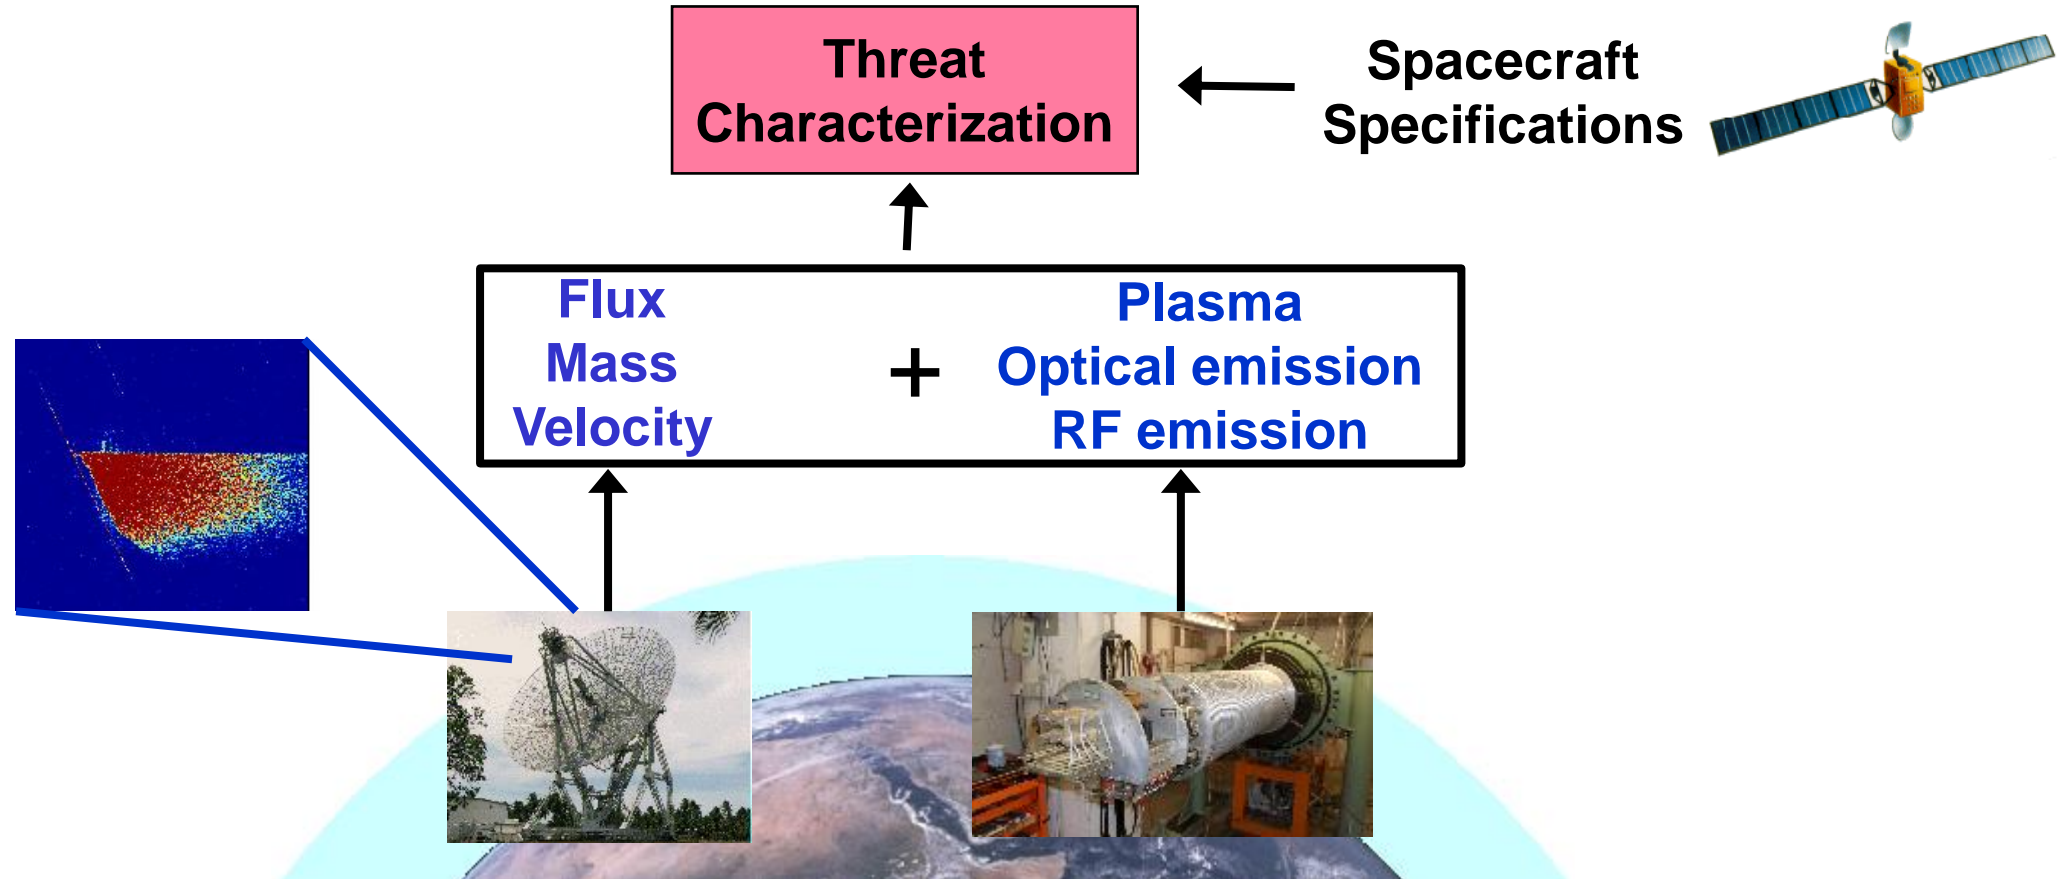 Threat
Characterization
Spacecraft
Specifications
Flux
Mass
Velocity
+
Plasma
Optical emission
RF emission